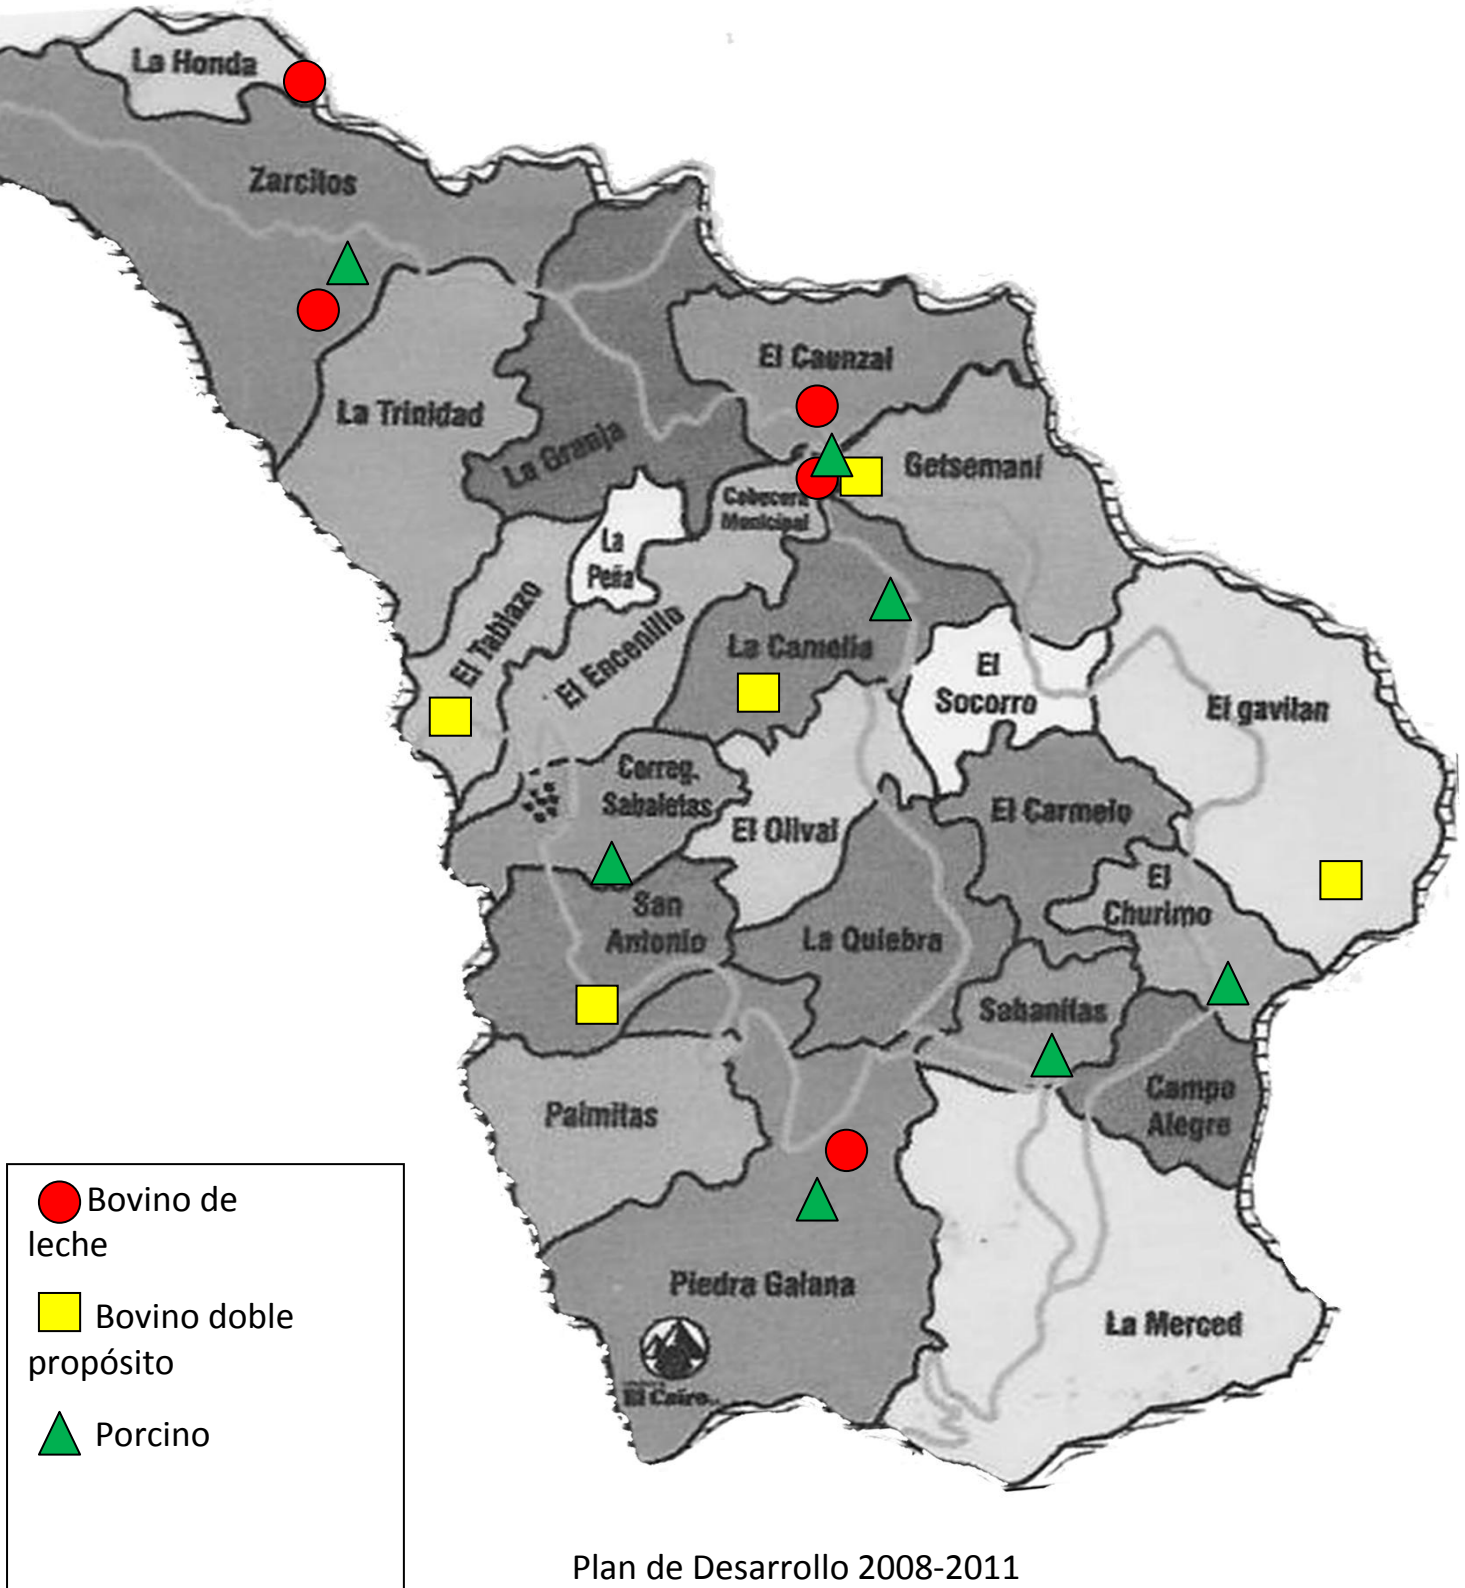 La Honda
Zarcitos
El Caunzal
La Trinidad
La Granja
Getsemaní
Cabecera
Municipal
La
Peña
El Tablazo
El Encenillo
La Camelia
El
Socorro
El gavilan
Correg.
Sabaletas
El Olival
El Carmelo
El
Churimo
San
Antonio
La Quiebra
Sabanitas
Campo
Alegre
Palmitas
Piedra Galana
La Merced
El Cairo
Bovino de
leche
Bovino doble
propósito
Porcino
Plan de Desarrollo 2008-2011